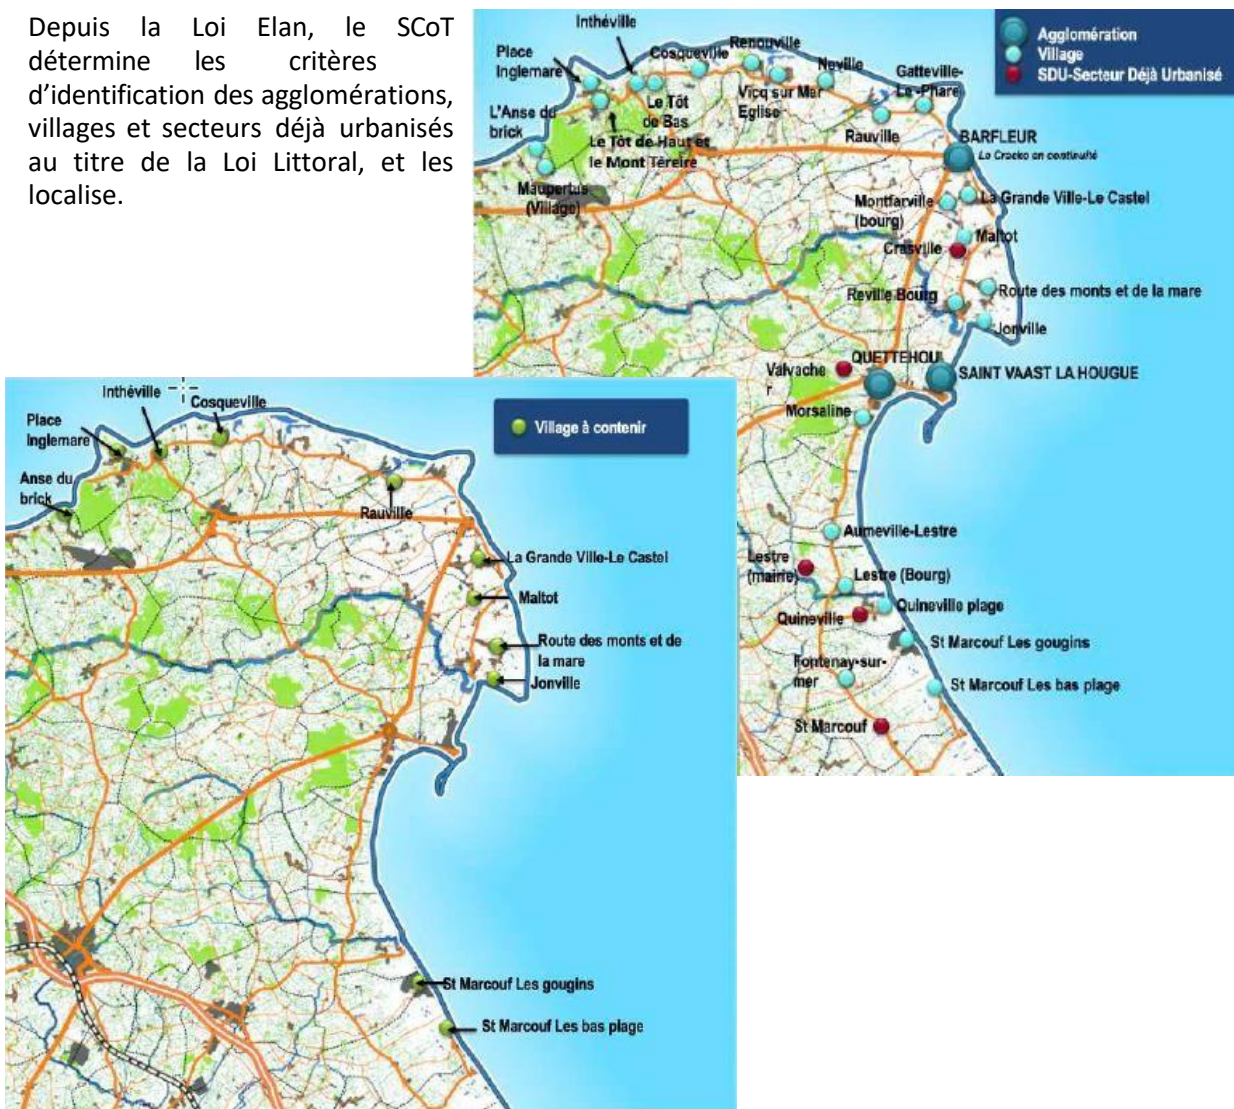 Depuis la Loi Elan, le SCoT
détermine les critères
d'identification des agglomérations,
villages et secteurs déjà urbanisés
au titre de la Loi Littoral, et les
localise.
Agglomération
Village
SDU-Secteur Déjà Urbanisé
Inthéville
Place
Inglemare
Cosqueville
Renouville
Neville
Gatteville-
Le -Phare
L'Anse du
brick
Le Tôt
de Bas
Vicq sur Mer
Eglise
Rauville
Le Tôt de Haut et
le Mont Téreire
BARFLEUR
Le Cracko en continuité
Maupertus
(Village)
Montfarville
(bourg)
La Grande Ville-Le Castel
Maltot
Crasville
Reville Bourg
Route des monts et de la mare
Jonville
Valvache
r
QUETTEHOU
SAINT VAAST LA HOUGUE
Morsaline
Aumeville-Lestre
Lestre
(mairie)
Lestre (Bourg)
Quineville plage
Quineville
St Marcouf Les gougins
Fontenay-sur-
mer
St Marcouf Les bas plage
St Marcouf
Inthéville
Cosqueville
Place
Inglemare
Village à contenir
Anse du
brick
Rauville
La Grande Ville-Le Castel
Maltot
Route des monts et de
la mare
Jonville
St Marcouf Les gougins
St Marcouf Les bas plage